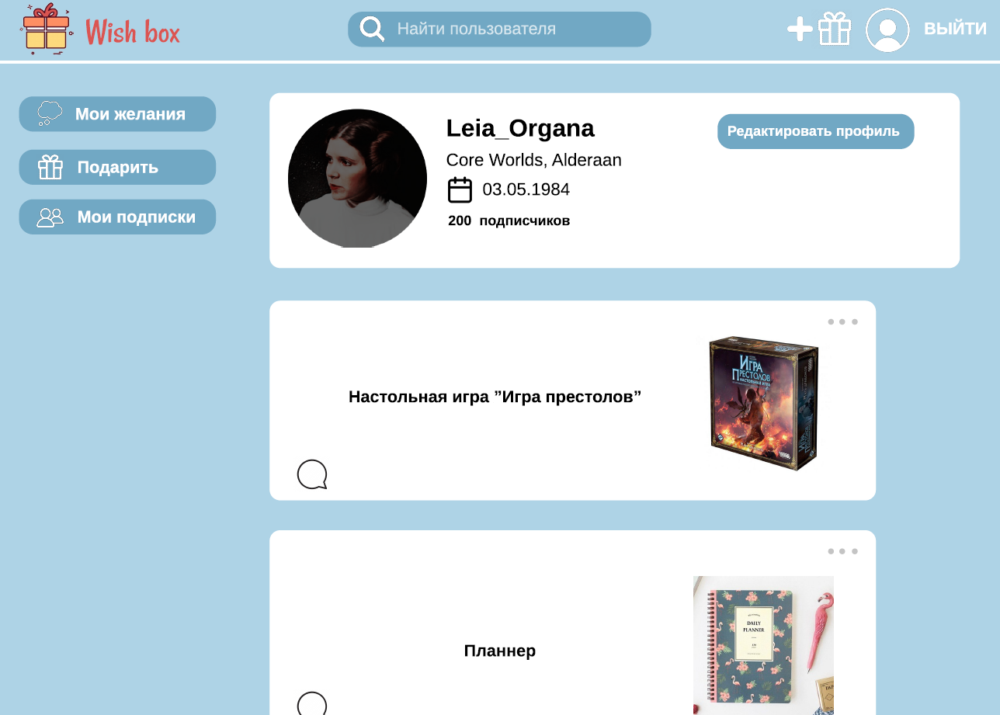 Wish box
Найти пользователя
ВЫЙТИ
Мои желания
Подарить
Мои подписки
Leia_Organa
Редактировать профиль
Core Worlds, Alderaan
03.05.1984
200 подписчиков
Настольная игра ”Игра престолов”
ИГРА
ПРЕСТОЛОВ
НАСТОЛЬНАЯ ИГРА
Планнер
DAILY
PLANNER